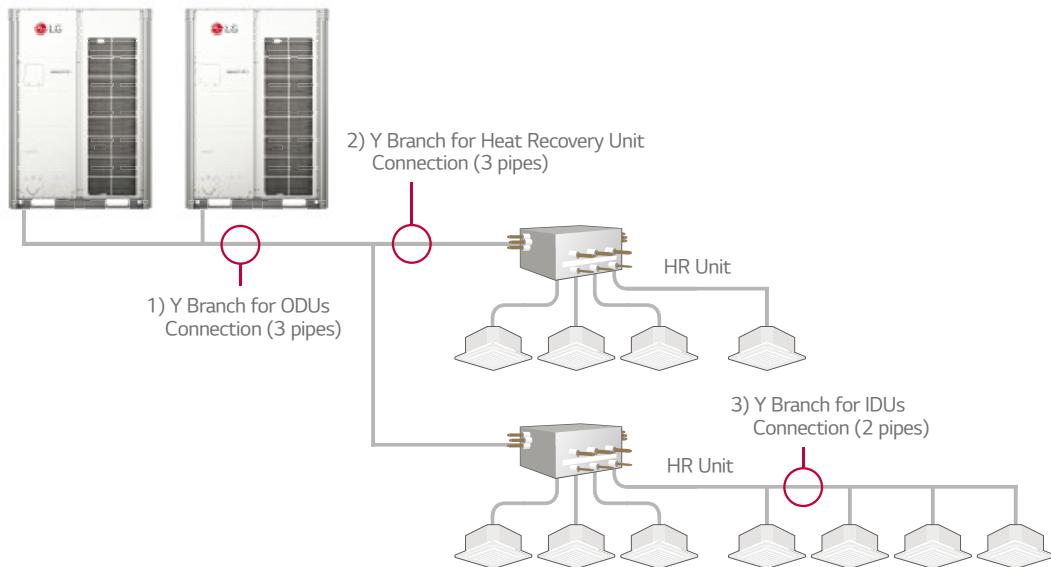 LG
LG
2) Y Branch for Heat Recovery Unit
Connection (3 pipes)
HR Unit
1) Y Branch for ODUs
Connection (3 pipes)
3) Y Branch for IDUs
Connection (2 pipes)
HR Unit